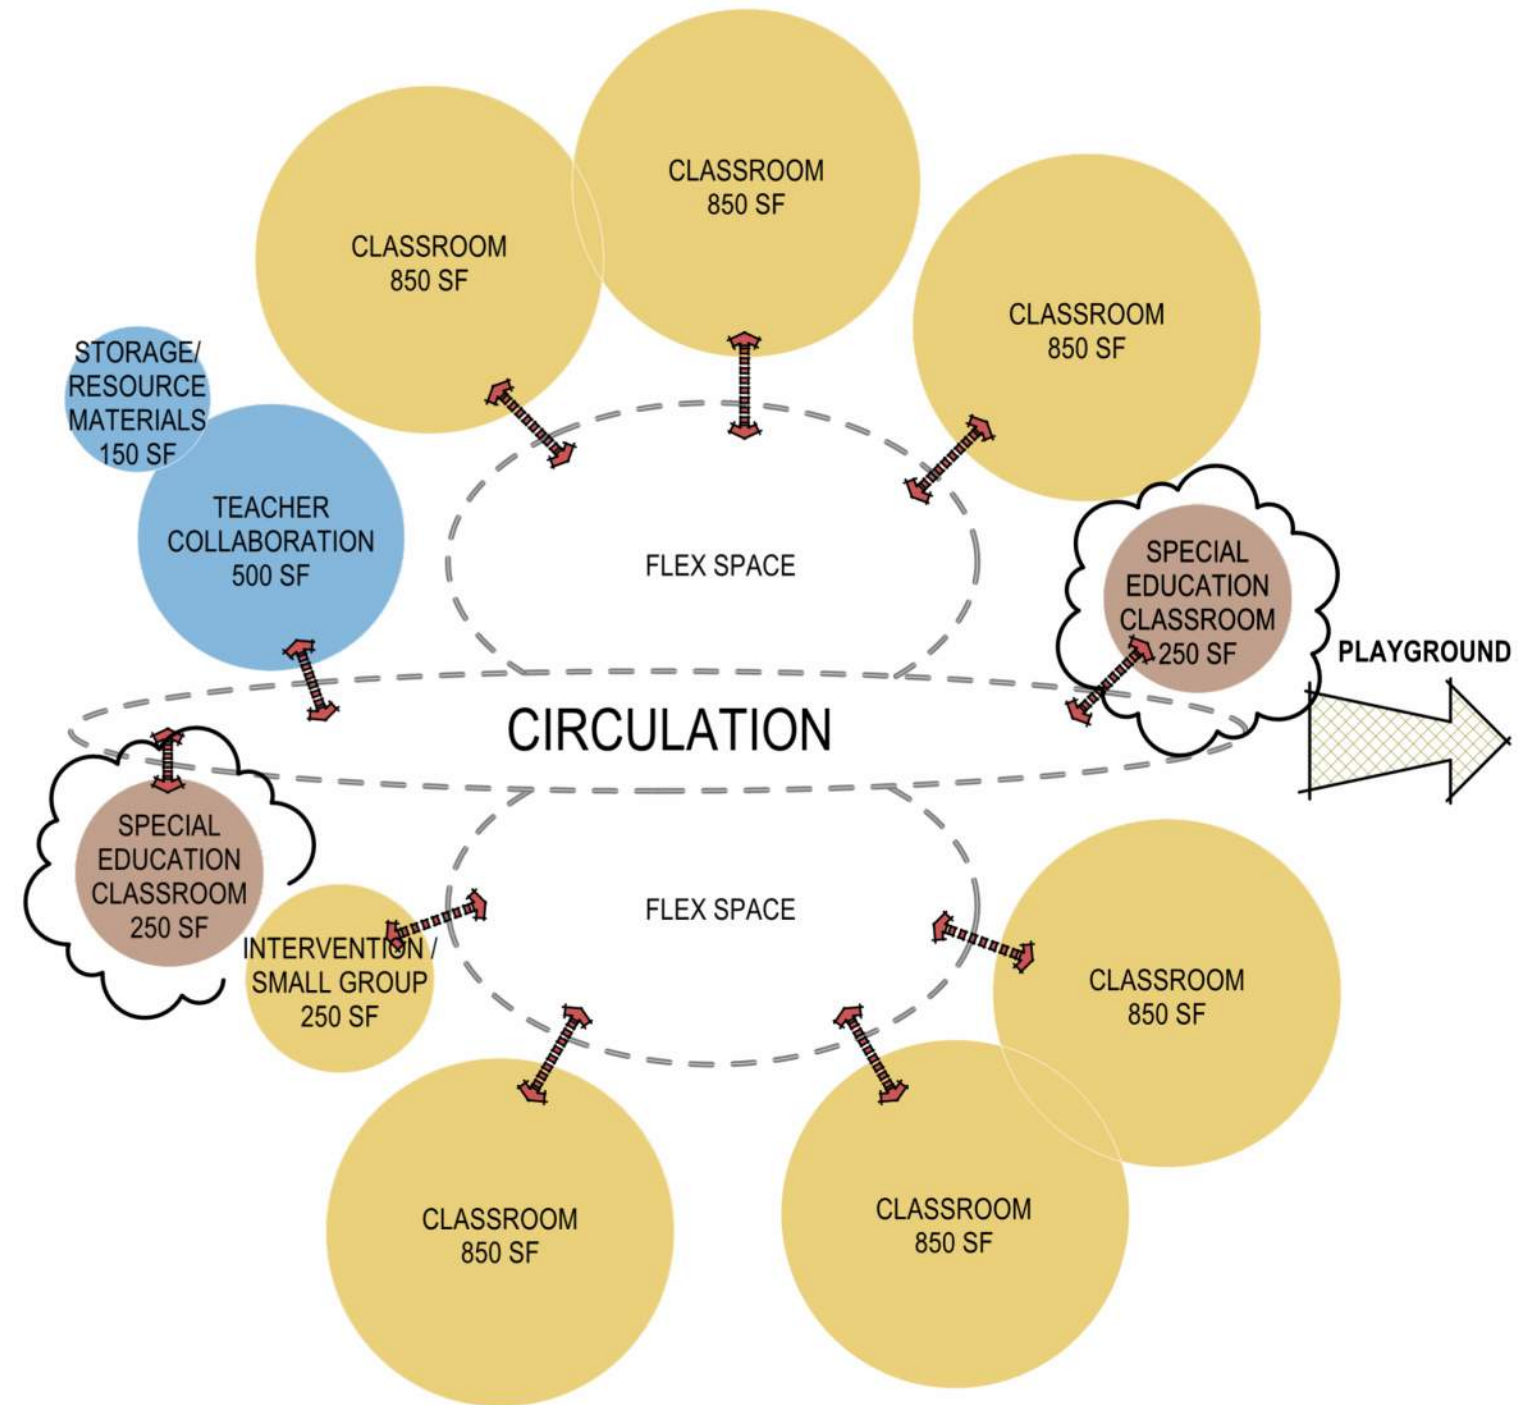 CLASSROOM
850 SF
CLASSROOM
850 SF
CLASSROOM
850 SF
STORAGE/
RESOURCE
MATERIALS
150 SF
TEACHER
COLLABORATION
500 SF
FLEX SPACE
SPECIAL
EDUCATION
CLASSROOM
250 SF
PLAYGROUND
CIRCULATION
SPECIAL
EDUCATION
CLASSROOM
250 SF
INTERVENTION /
SMALL GROUP
250 SF
FLEX SPACE
CLASSROOM
850 SF
CLASSROOM
850 SF
CLASSROOM
850 SF